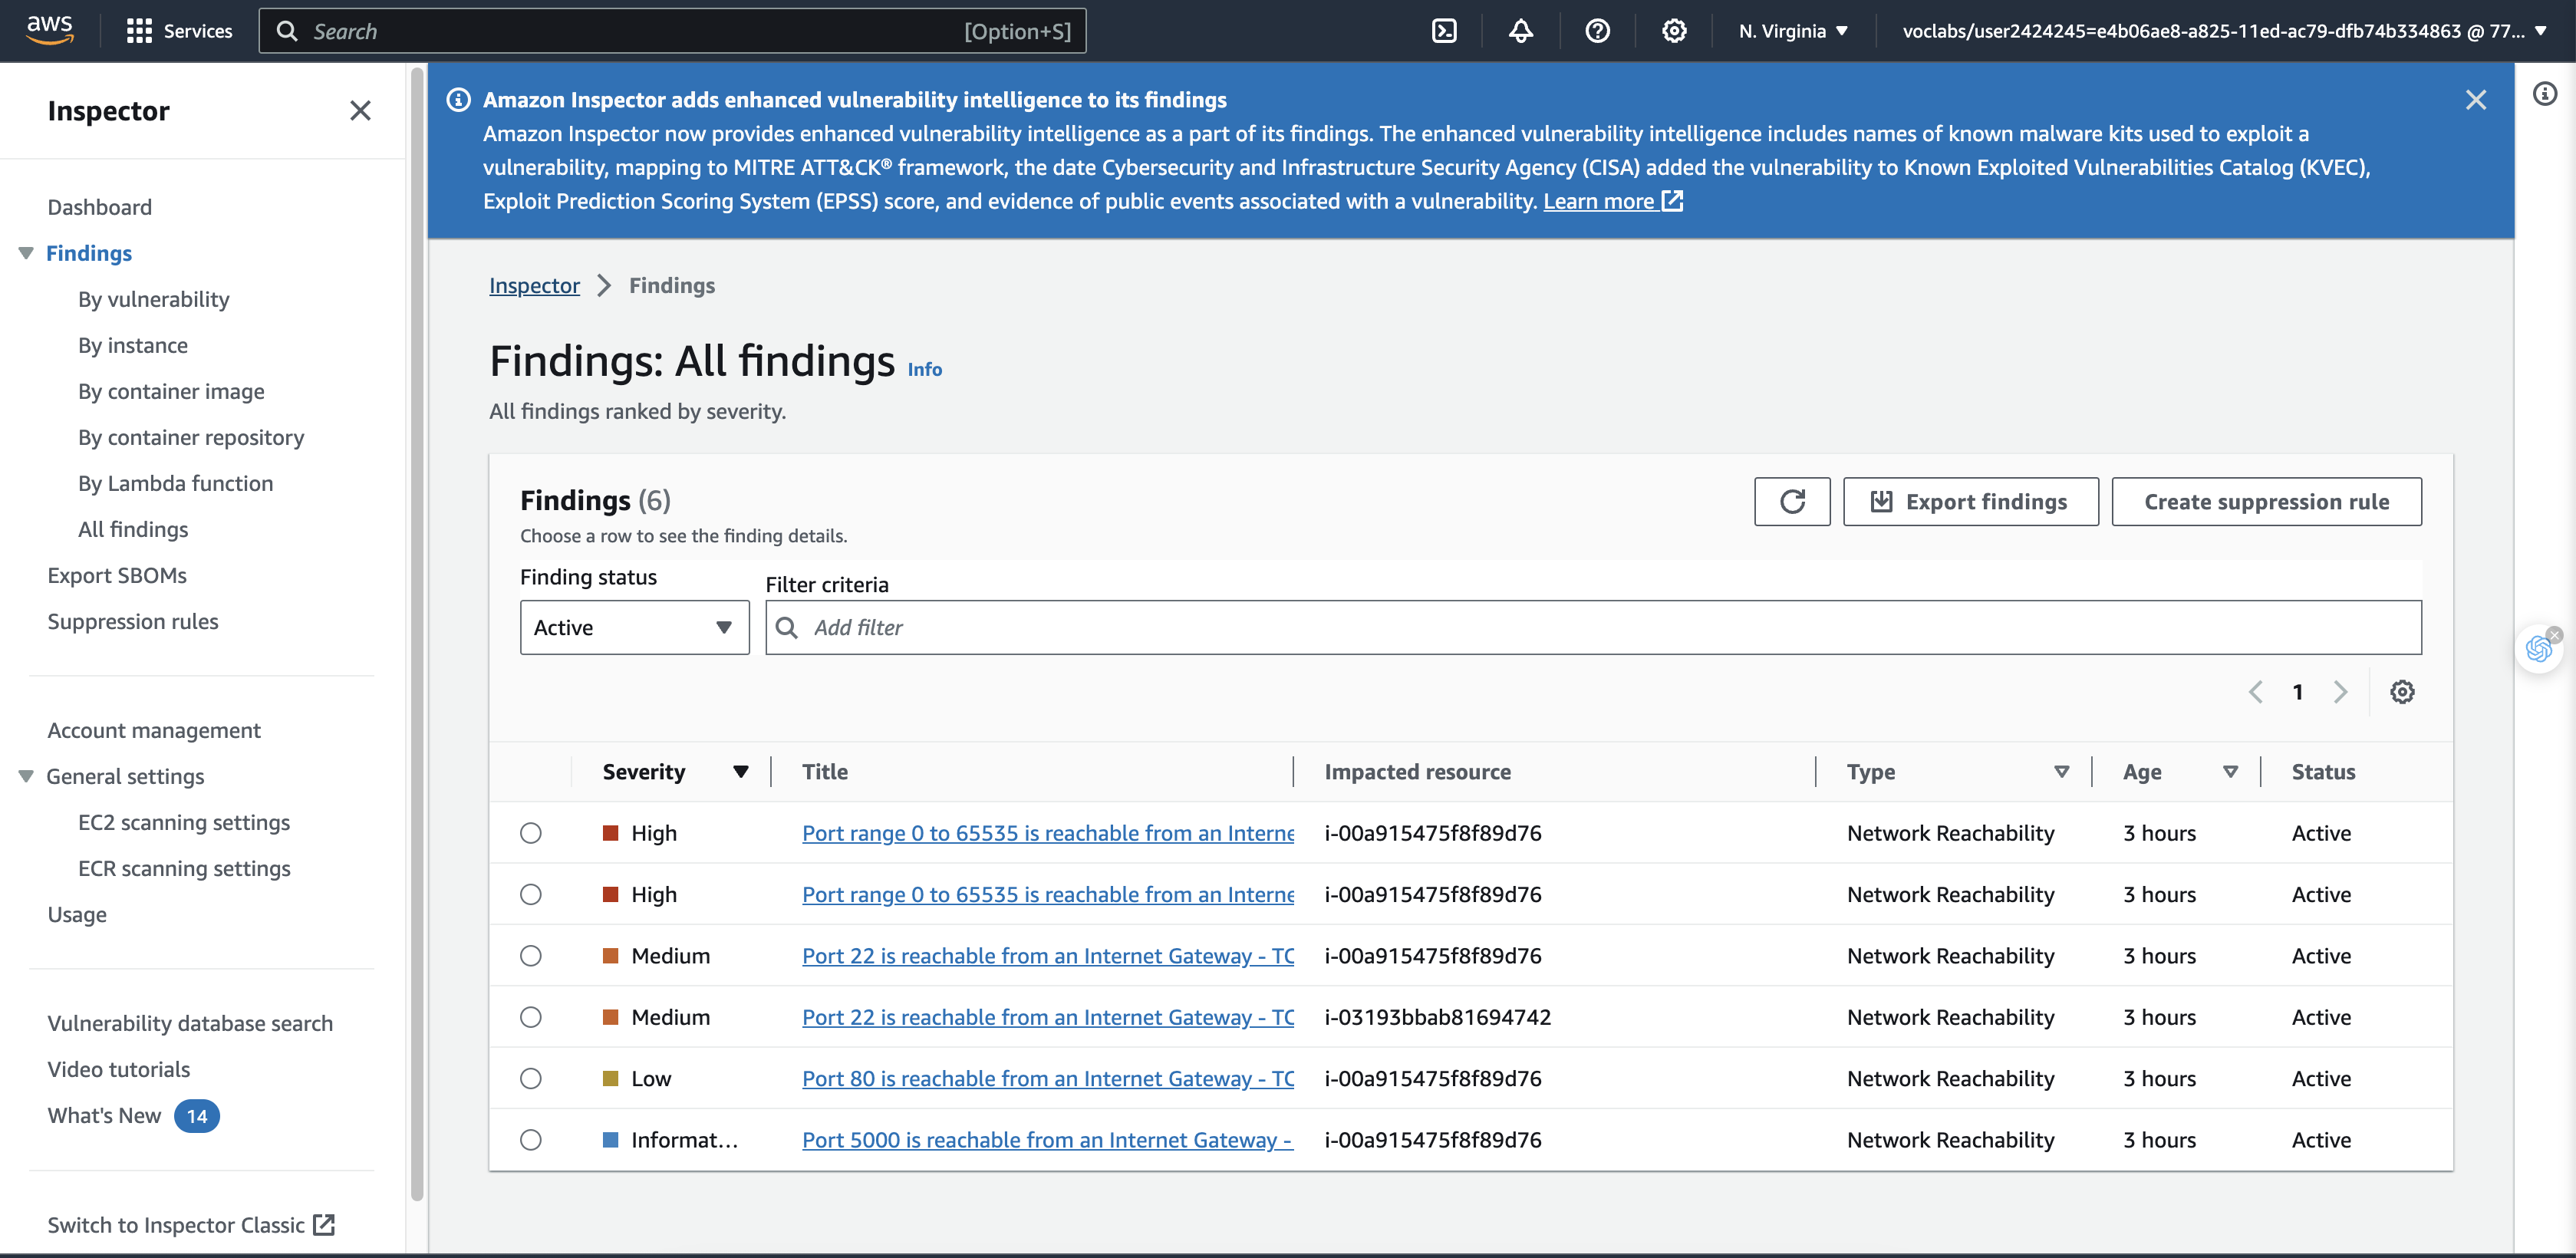 aws
Services
Search
[Option+S]
N. Virginia
voclabs/user2424245=e4b06ae8-a825-11ed-ac79-dfb74b334863 @ 77...
Inspector
Dashboard
Findings
By vulnerability
By instance
By container image
By container repository
By Lambda function
All findings
Export SBOMs
Suppression rules
Account management
General settings
EC2 scanning settings
ECR scanning settings
Usage
Vulnerability database search
Video tutorials
What's New 14
Switch to Inspector Classic
Amazon Inspector adds enhanced vulnerability intelligence to its findings
Amazon Inspector now provides enhanced vulnerability intelligence as a part of its findings. The enhanced vulnerability intelligence includes names of known malware kits used to exploit a
vulnerability, mapping to MITRE ATT&CK® framework, the date Cybersecurity and Infrastructure Security Agency (CISA) added the vulnerability to Known Exploited Vulnerabilities Catalog (KVEC),
Exploit Prediction Scoring System (EPSS) score, and evidence of public events associated with a vulnerability. Learn more
Inspector > Findings
Findings: All findings Info
All findings ranked by severity.
Findings (6)
Choose a row to see the finding details.
Export findings
Create suppression rule
Finding status
Filter criteria
Active
Add filter
1
Severity Title Impacted resource Type Age Status
High Port range 0 to 65535 is reachable from an Interne i-00a915475f8f89d76 Network Reachability 3 hours Active
High Port range 0 to 65535 is reachable from an Interne i-00a915475f8f89d76 Network Reachability 3 hours Active
Medium Port 22 is reachable from an Internet Gateway - TC i-00a915475f8f89d76 Network Reachability 3 hours Active
Medium Port 22 is reachable from an Internet Gateway - TC i-03193bbab81694742 Network Reachability 3 hours Active
Low Port 80 is reachable from an Internet Gateway - TC i-00a915475f8f89d76 Network Reachability 3 hours Active
Informat... Port 5000 is reachable from an Internet Gateway - i-00a915475f8f89d76 Network Reachability 3 hours Active